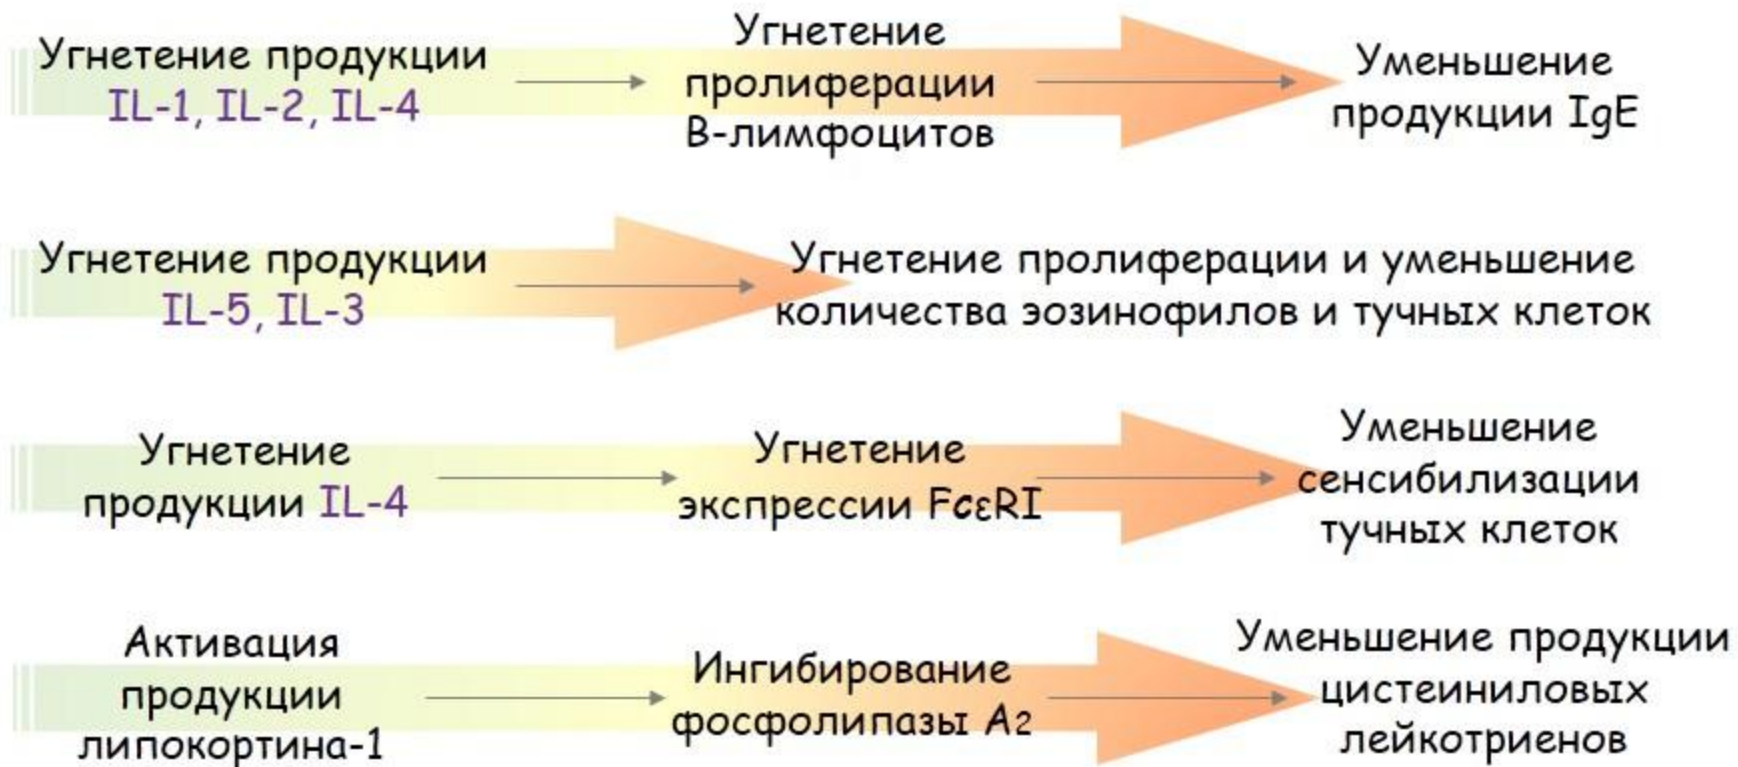 Угнетение продукции
IL-1, IL-2, IL-4
Угнетение
пролиферации
В-лимфоцитов
Уменьшение
продукции IgE
Угнетение продукции
IL-5, IL-3
Угнетение пролиферации и уменьшение
количества эозинофилов и тучных клеток
Угнетение
продукции IL-4
Угнетение
экспрессии FcεRI
Уменьшение
сенсибилизации
тучных клеток
Активация
продукции
липокортина-1
Ингибирование
фосфолипазы А2
Уменьшение продукции
цистеиниловых
лейкотриенов